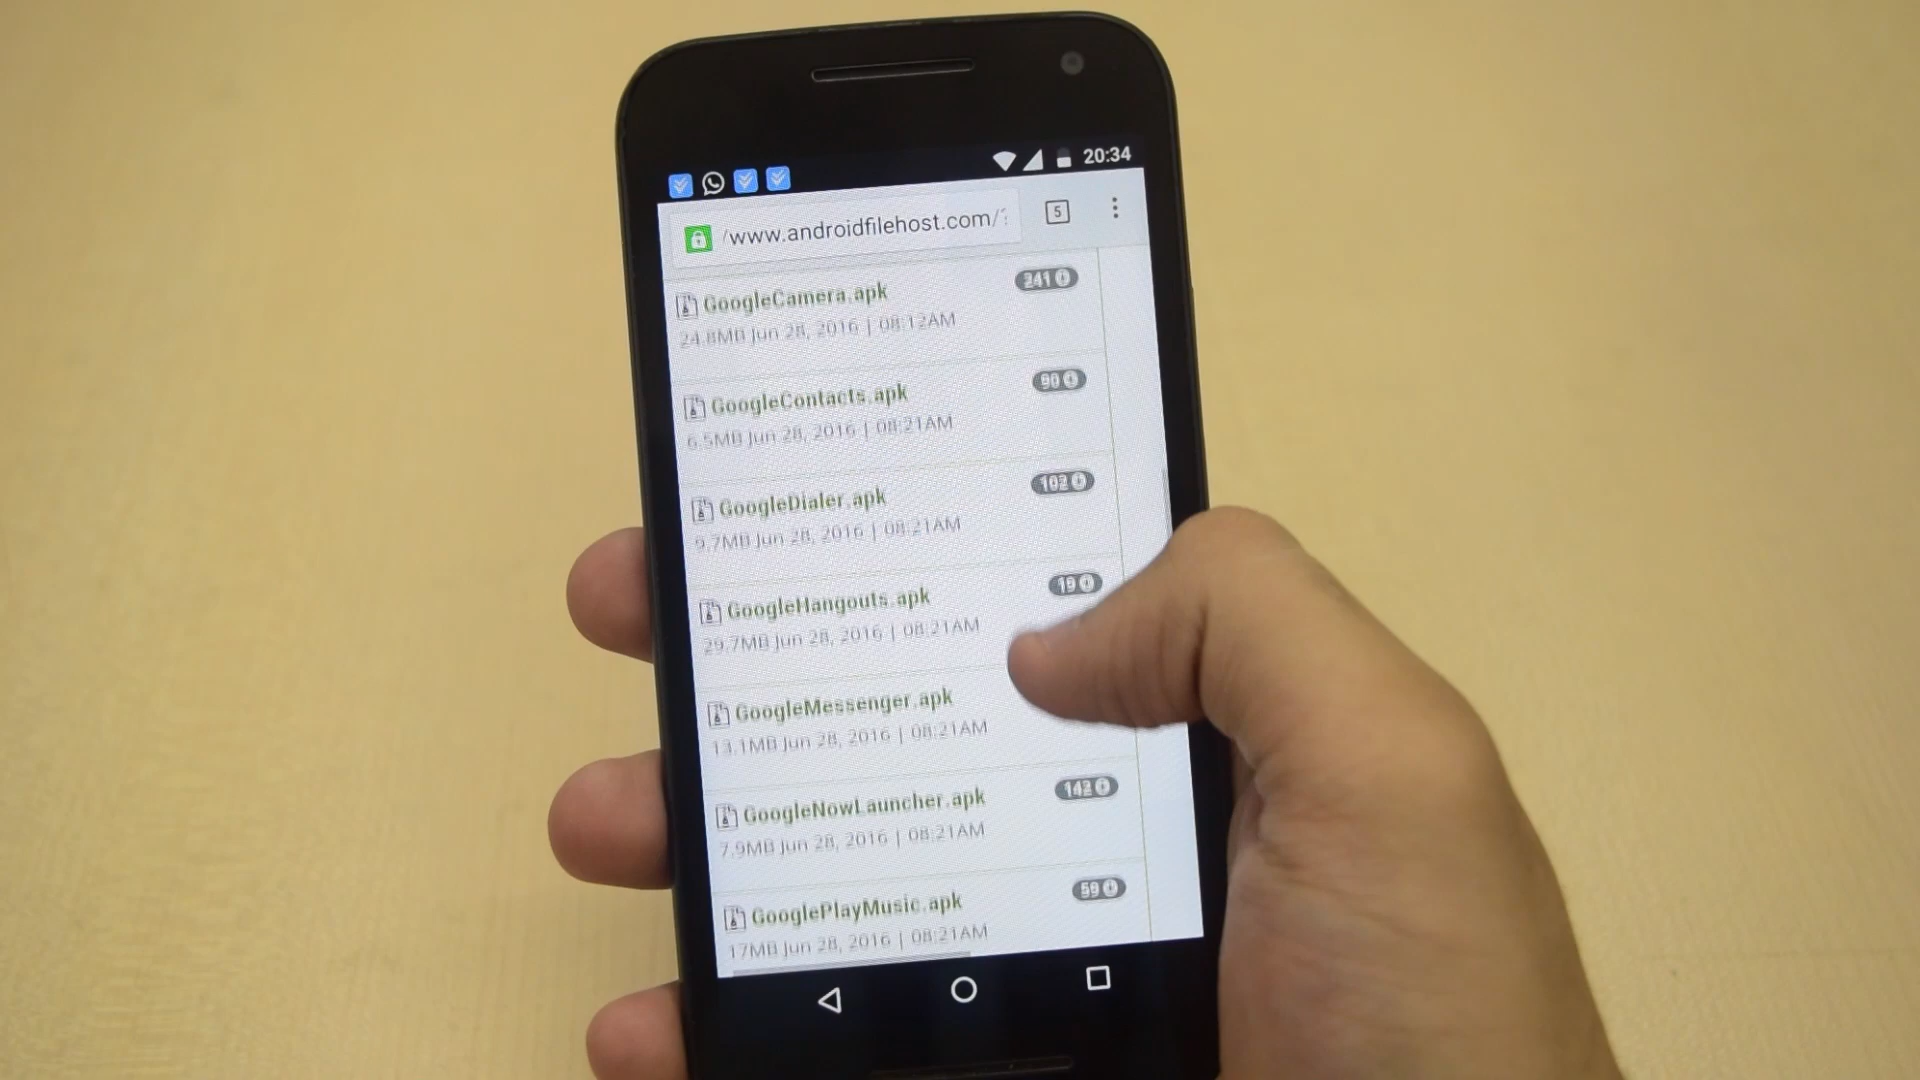 20:34
/www.androidfilehost.com/?
5
GoogleCamera.apk
241
24.8MB Jun 28, 2016 | 08:12AM
GoogleContacts.apk
90
6.5MB Jun 28, 2016 | 08:21AM
GoogleDialer.apk
102
9.7MB Jun 28, 2016 | 08:21AM
GoogleHangouts.apk
19
29.7MB Jun 28, 2016 | 08:21AM
GoogleMessenger.apk
13.1MB Jun 28, 2016 | 08:21AM
GoogleNowLauncher.apk
142
7.9MB Jun 28, 2016 | 08:21AM
GooglePlayMusic.apk
59
17MB Jun 28, 2016 | 08:21AM